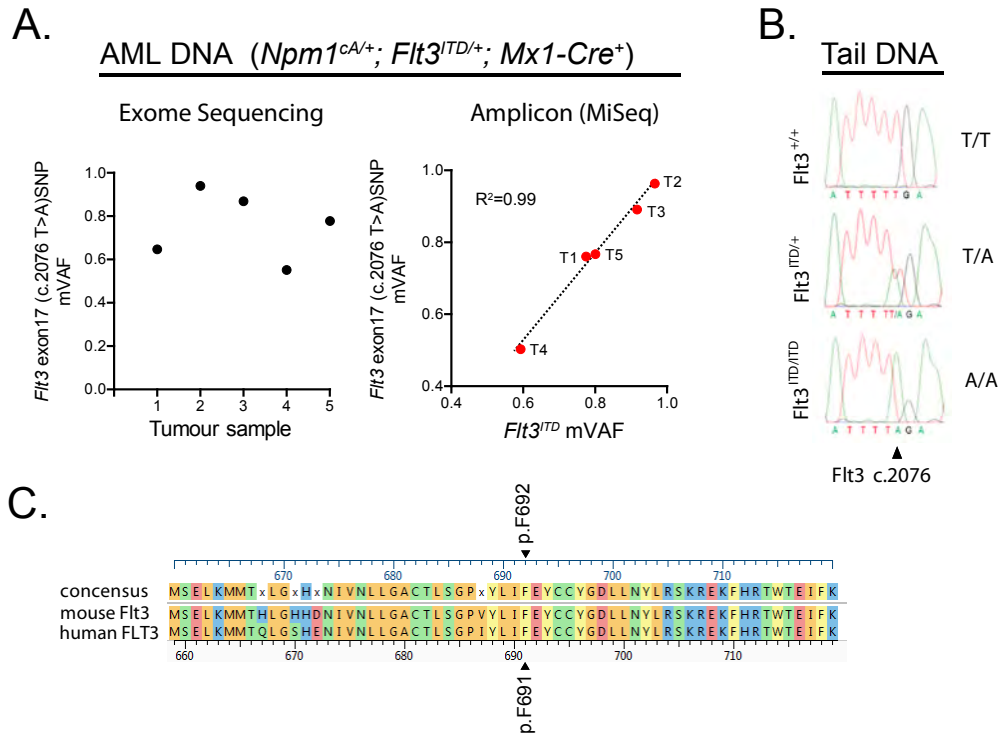 A.
AML DNA (Npm1cA/+; Flt3ITD/+; Mx1-Cre+)
Exome Sequencing
Flt3 exon17 (c.2076 T>A)SNP
mVAF
1.0
0.8
0.6
0.4
0.2
0.0
1 2 3 4 5
Tumour sample
Amplicon (MiSeq)
Flt3 exon17 (c.2076 T>A)SNP
mVAF
1.0
0.8
0.6
0.4
R²=0.99
T2
T3
T1
T5
T4
0.4 0.6 0.8 1.0
Flt3ITD mVAF
B.
Tail DNA
Flt3+/+
T/T
A T T T T T G A
Flt3ITD/+
T/A
A T T T T T/A G A
Flt3ITD/ITD
A/A
A T T T T A G A
Flt3 c.2076
C.
p.F692
670 680 690 700 710
concensus
MSELKMMTxLGxHxNIVNLLGACTLSGPxYLIFEYCCYGDLLNYLRSKREKFHRTWTEIFK
mouse Flt3
MSELKMMTHLGHHDNIVNLLGACTLSGPVYLIFEYCCYGDLLNYLRSKREKFHRTWTEIFK
human FLT3
MSELKMMTQLGSHENIVNLLGACTLSGPIYLIFEYCCYGDLLNYLRSKREKFHRTWTEIFK
660 670 680 690 700 710
p.F691